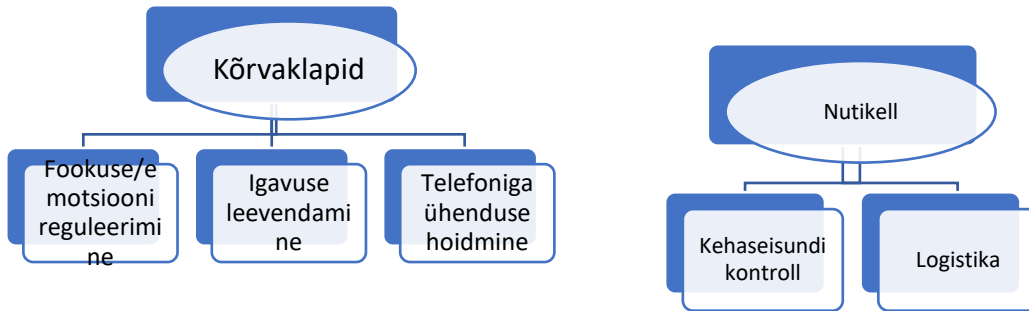 Kõrvaklapid
Fookuse/e
motsiooni
reguleerimi
ne
Igavuse
leevendami
ne
Telefoniga
ühenduse
hoidmine
Nutikell
Kehaseisundi
kontroll
Logistika